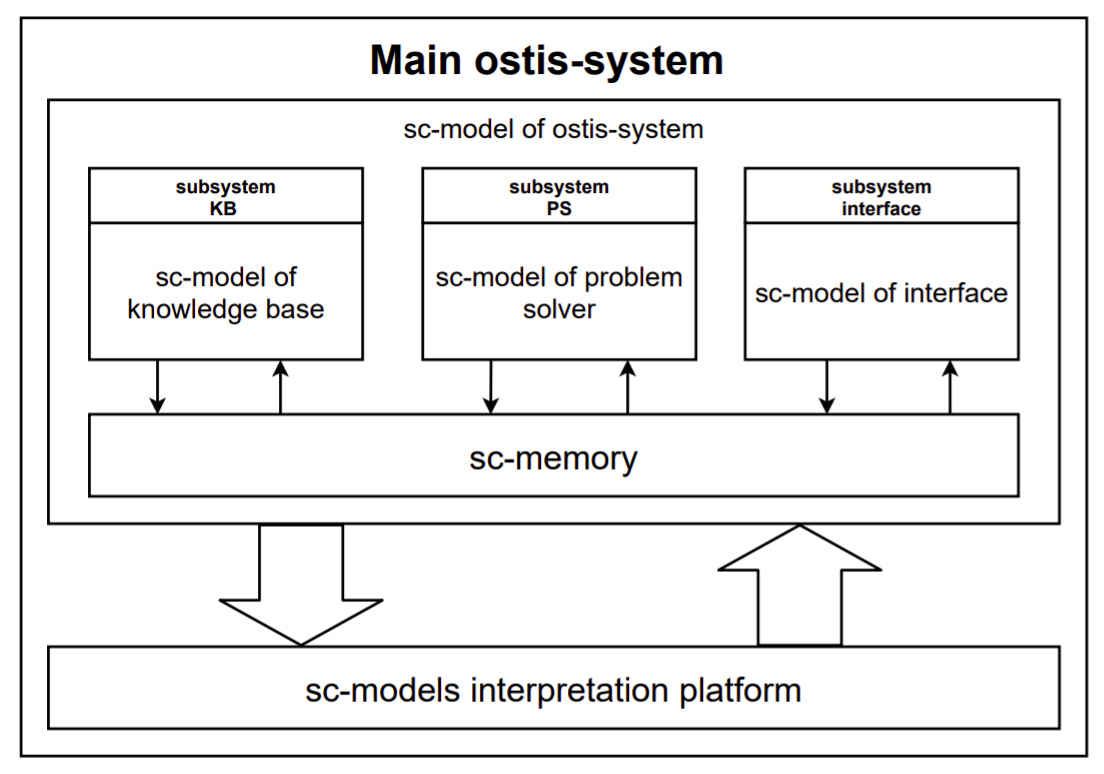 Main ostis-system
sc-model of ostis-system
subsystem
KB
sc-model of
knowledge base
subsystem
PS
sc-model of problem
solver
subsystem
interface
sc-model of interface
sc-memory
sc-models interpretation platform